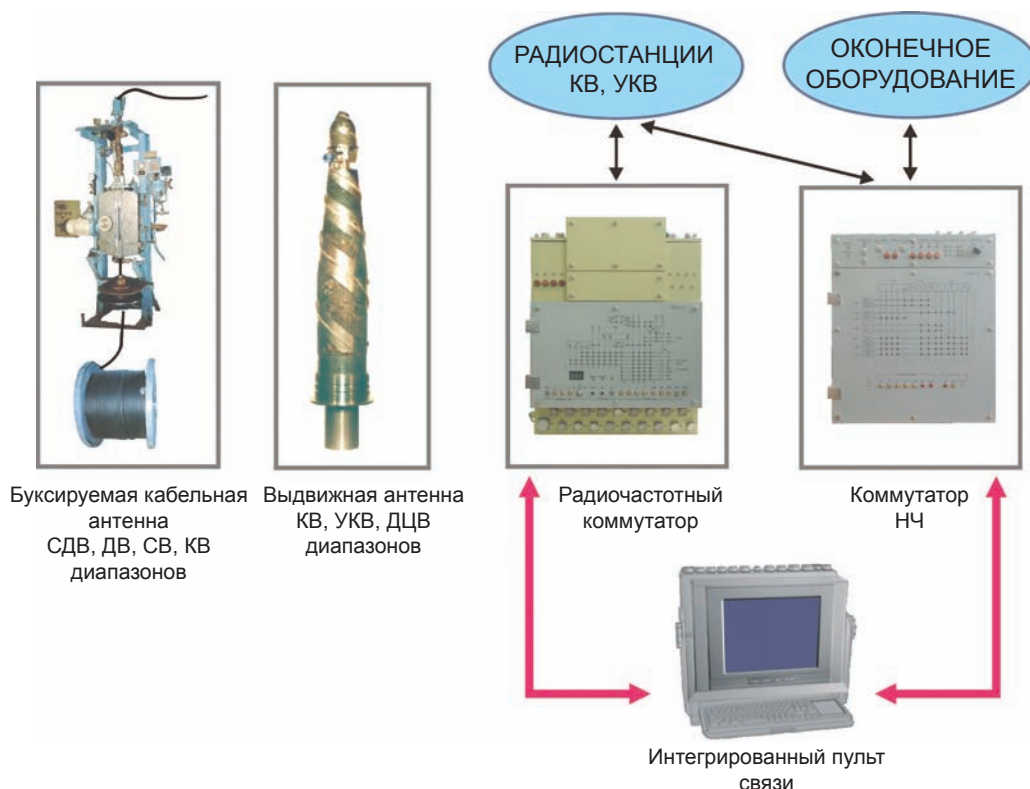 РАДИОСТАНЦИИ
КВ, УКВ
ОКОНЕЧНОЕ
ОБОРУДОВАНИЕ
Буксируемая кабельная
антенна
СДВ, ДВ, СВ, КВ
диапазонов
Выдвижная антенна
КВ, УКВ, ДЦВ
диапазонов
Радиочастотный
коммутатор
Коммутатор
НЧ
Интегрированный пульт
связи